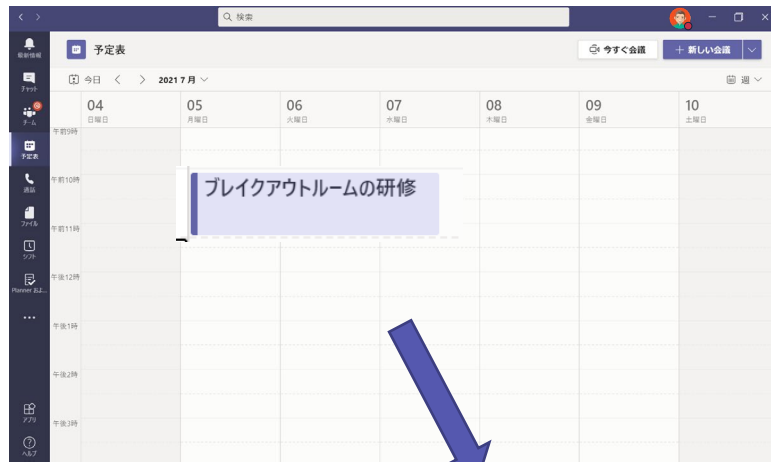 検索
最新情報
予定表
今すぐ会議
+ 新しい会議
チャット
今日
2021 7 月
週
チーム
04
05
06
07
08
09
10
日曜日
月曜日
火曜日
水曜日
木曜日
金曜日
土曜日
午前9時
予定表
午前10時
ブレイクアウトルームの研修
通話
ファイル
午前11時
シフト
午後12時
Planner およ...
午後1時
午後2時
アプリ
午後3時
ヘルプ